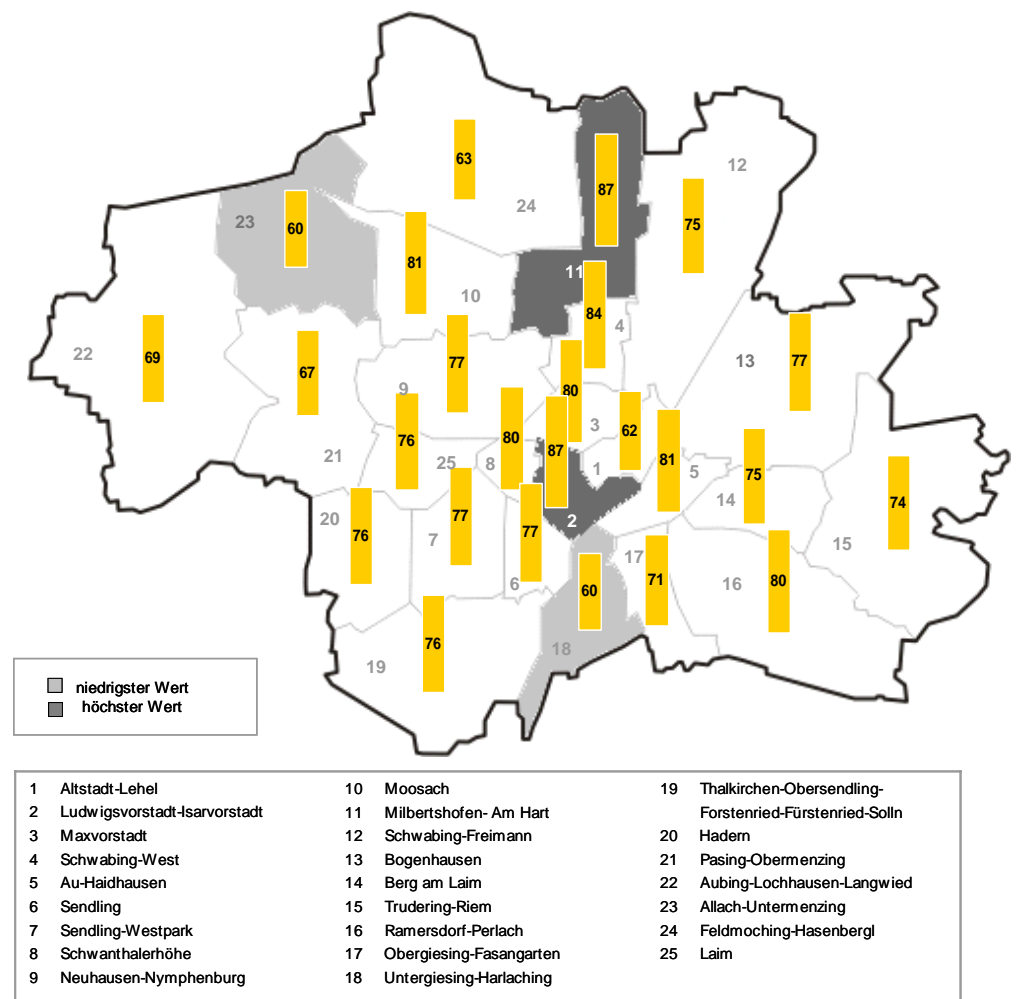 63
12
87
75
24
23
60
81
11
10
84
4
22
69
67
77
13
77
9
80
3
62
76
80
87
81
75
21
25
8
1
5
74
14
20
76
7
77
77
2
15
6
60
17
71
16
80
76
18
19
niedrigster Wert
höchster Wert
1 Altstadt-Lehel
2 Ludwigsvorstadt-Isarvorstadt
3 Maxvorstadt
4 Schwabing-West
5 Au-Haidhausen
6 Sendling
7 Sendling-Westpark
8 Schwanthalerhöhe
9 Neuhausen-Nymphenburg
10 Moosach
11 Milbertshofen- Am Hart
12 Schwabing-Freimann
13 Bogenhausen
14 Berg am Laim
15 Trudering-Riem
16 Ramersdorf-Perlach
17 Obergiesing-Fasangarten
18 Untergiesing-Harlaching
19 Thalkirchen-Obersendling-
Forstenried-Fürstenried-Solln
20 Hadern
21 Pasing-Obermenzing
22 Aubing-Lochhausen-Langwied
23 Allach-Untermenzing
24 Feldmoching-Hasenbergl
25 Laim